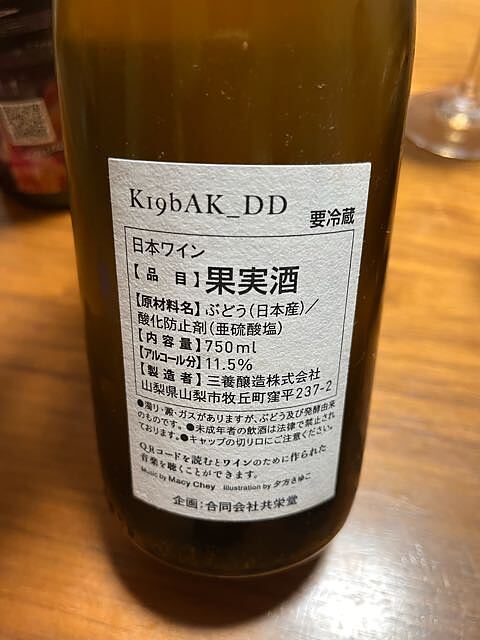 K19bAK_DD 要冷蔵
日本ワイン
【品 目】果実酒
【原材料名】ぶどう(日本産)/
酸化防止剤(亜硫酸塩)
【内 容 量】750ml
【アルコール分】11.5%
【製 造 者】三養醸造株式会社
山梨県山梨市牧丘町窪平237-2
●濁り・澱・ガスがありますが、ぶどう及び発酵由来
のものです。●未成年者の飲酒は法律で禁止され
ております。●キャップの切り口にご注意ください。
QRコードを読むとワインのために作られた
音楽を聴くことができます。
Music by Macy Chey illustration by 夕方さゆこ
企画:合同会社共栄堂